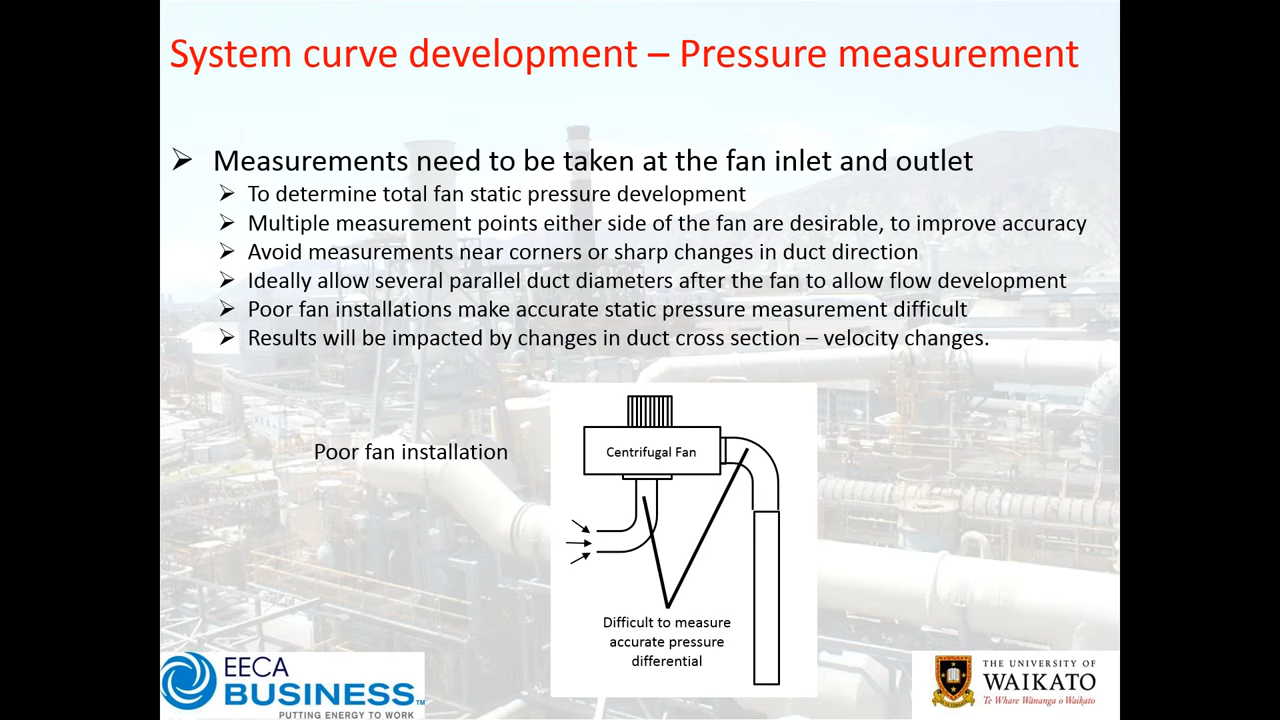 System curve development – Pressure measurement
➢ Measurements need to be taken at the fan inlet and outlet
➢ To determine total fan static pressure development
➢ Multiple measurement points either side of the fan are desirable, to improve accuracy
➢ Avoid measurements near corners or sharp changes in duct direction
➢ Ideally allow several parallel duct diameters after the fan to allow flow development
➢ Poor fan installations make accurate static pressure measurement difficult
➢ Results will be impacted by changes in duct cross section – velocity changes.
Poor fan installation
Centrifugal Fan
Difficult to measure
accurate pressure
differential
EECA
BUSINESS™
PUTTING ENERGY TO WORK
THE UNIVERSITY OF
WAIKATO
Te Whare Wānanga o Waikato